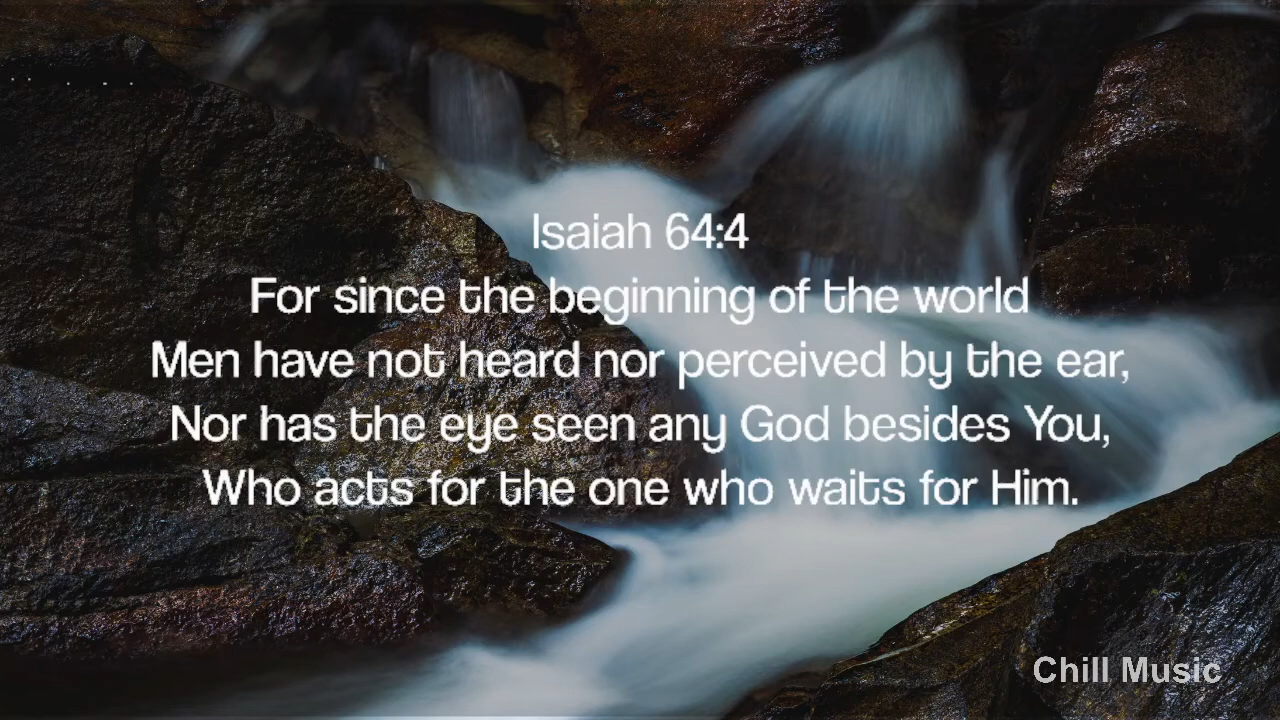 Isaiah 64:4
For since the beginning of the world
Men have not heard nor perceived by the ear,
Nor has the eye seen any God besides You,
Who acts for the one who waits for Him.
Chill Music